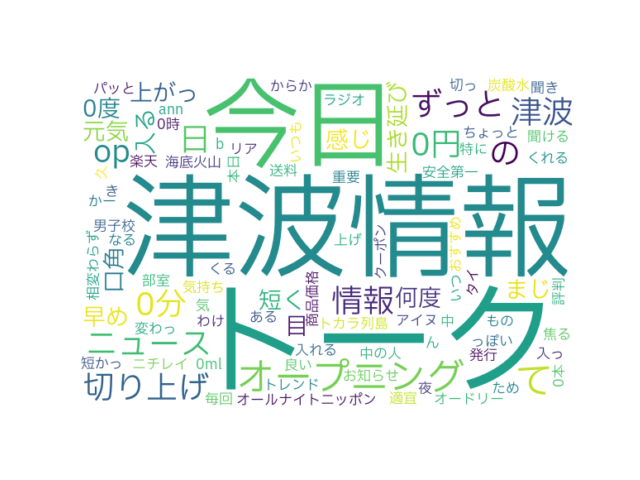 パッと
上がっ
からか
ラジオ
切っ
炭酸水
聞き
0度
ann
0時
今日
生き延び
ずっと
津波
元気
入る
日
感じ
いつも
0円
ちょっと
聞ける
op
楽天
b
リア
海底火山
本日
送料
の
特に
くれる
久
かー
き
重要
安全第一
津波情報
男子校
なる
相変わらず
口角
くる
上げ
クーポン
いつ
おすすめ
タイ
評判
部室
気持ち
商品価格
0分
短く
目
情報
何度
まじ
早め
気
わけ
ある
トカラ列島
アイヌ
中
もの
焦る
変わっ
ん
っぽい
ニュース
トーク
入れる
中の人
発行
入っ
短かっ
ニチレイ
0ml
オープニング
良い
て
0本
切り上げ
トレンド
お知らせ
夜
ため
毎回
オールナイトニッポン
適宜
オードリー